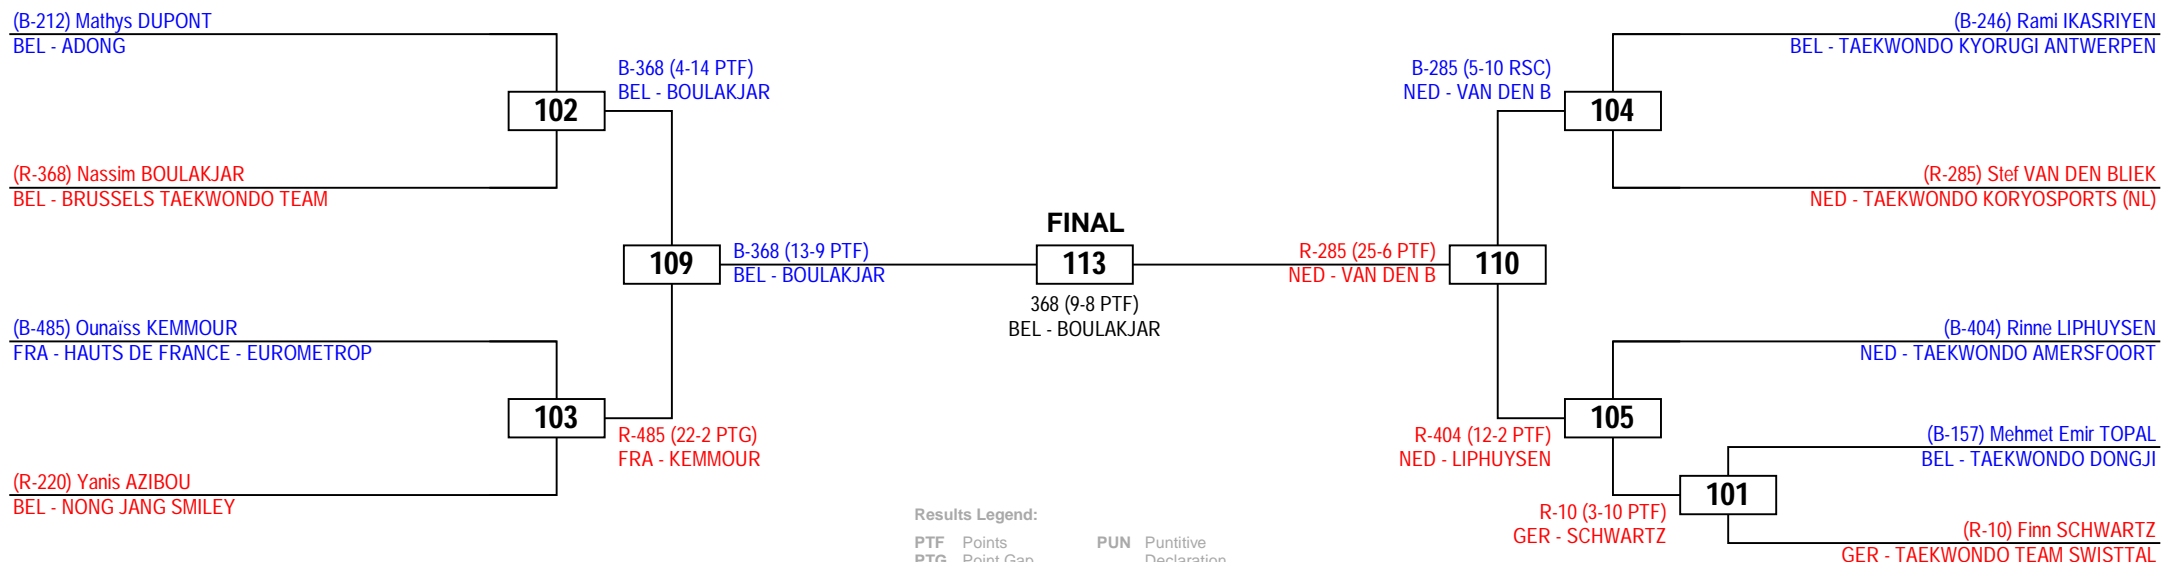 (B-212) Mathys DUPONT
BEL - ADONG
B-368 (4-14 PTF)
BEL - BOULAKJAR
102
(R-368) Nassim BOULAKJAR
BEL - BRUSSELS TAEKWONDO TEAM
109
B-368 (13-9 PTF)
BEL - BOULAKJAR
(B-485) Ounaïss KEMMOUR
FRA - HAUTS DE FRANCE - EUROMETROP
103
R-485 (22-2 PTG)
FRA - KEMMOUR
(R-220) Yanis AZIBOU
BEL - NONG JANG SMILEY
FINAL
113
368 (9-8 PTF)
BEL - BOULAKJAR
(B-246) Rami IKASRIYEN
BEL - TAEKWONDO KYORUGI ANTWERPEN
B-285 (5-10 RSC)
NED - VAN DEN B
104
(R-285) Stef VAN DEN BLIEK
NED - TAEKWONDO KORYOSPORTS (NL)
R-285 (25-6 PTF)
NED - VAN DEN B
110
(B-404) Rinne LIPHUYSEN
NED - TAEKWONDO AMERSFOORT
105
R-404 (12-2 PTF)
NED - LIPHUYSEN
(B-157) Mehmet Emir TOPAL
BEL - TAEKWONDO DONGJI
101
R-10 (3-10 PTF)
GER - SCHWARTZ
(R-10) Finn SCHWARTZ
GER - TAEKWONDO TEAM SWISTTAL
Results Legend:
PTF Points PUN Puntitive
PTG Point Gap Declaration